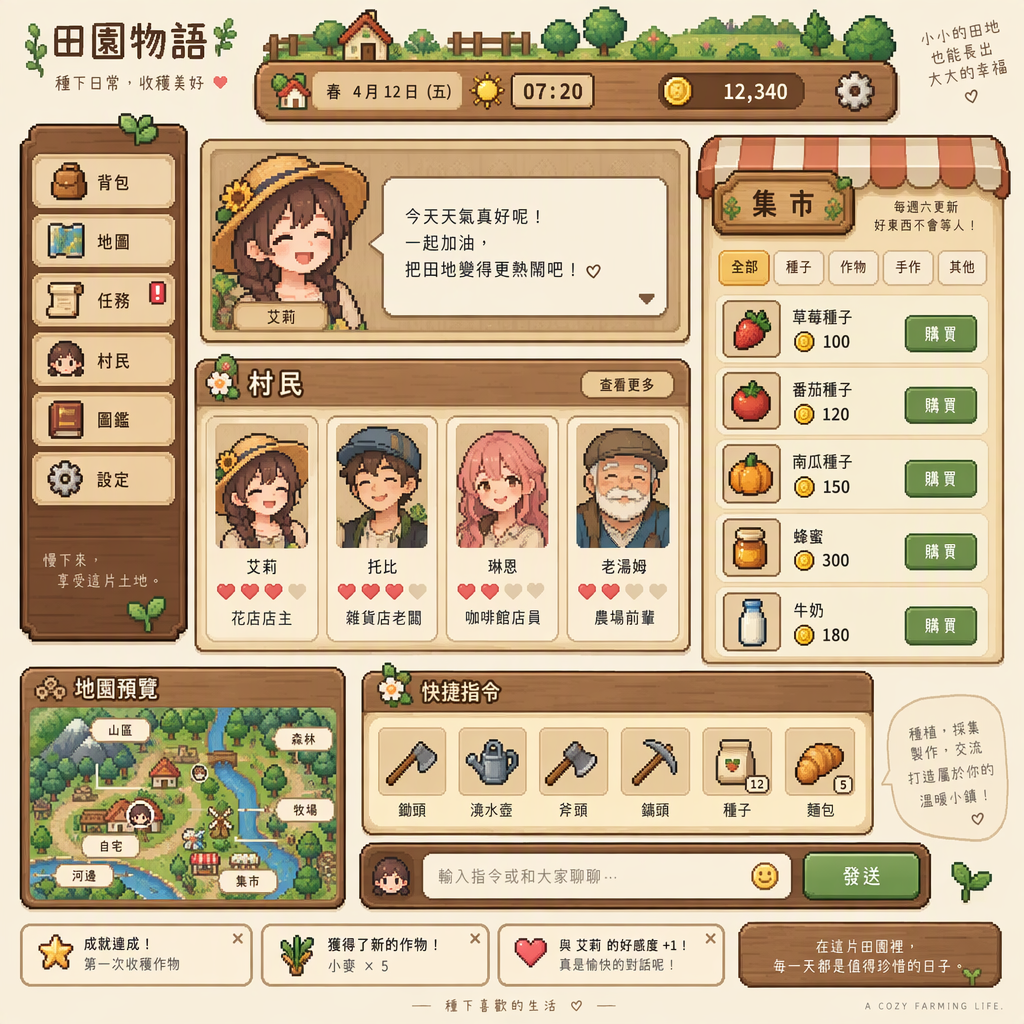 田園物語
種下日常，收穫美好
春 4月12日 (五)
07:20
12,340
小小的田地
也能長出
大大的幸福
背包
地圖
任務
村民
圖鑑
設定
慢下來，
享受這片土地。
今天天氣真好呢！
一起加油，
把田地變得更熱鬧吧！♡
艾莉
村民
查看更多
艾莉
花店店主
托比
雜貨店老闆
琳恩
咖啡館店員
老湯姆
農場前輩
集市
每週六更新
好東西不會等人！
全部
種子
作物
手作
其他
草莓種子
100
購買
番茄種子
120
購買
南瓜種子
150
購買
蜂蜜
300
購買
牛奶
180
購買
地圖預覽
山區
森林
牧場
自宅
河邊
集市
快捷指令
鋤頭
澆水壺
斧頭
鎬頭
種子
12
麵包
5
輸入指令或和大家聊聊…
發送
種植，採集
製作，交流
打造屬於你的
溫暖小鎮！
成就達成！
第一次收穫作物
獲得了新的作物！
小麥 × 5
與 艾莉 的好感度 +1！
真是愉快的對話呢！
在這片田園裡，
每一天都是值得珍惜的日子。
種下喜歡的生活 ♡
A COZY FARMING LIFE.